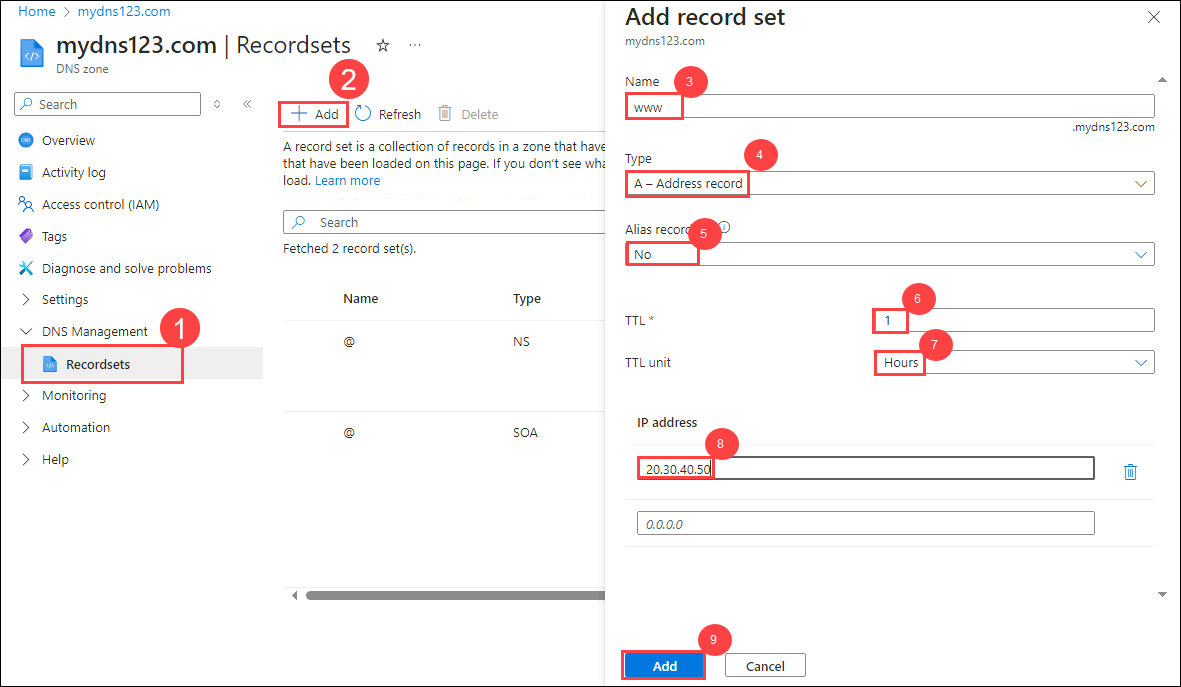 Home > mydns123.com
mydns123.com | Recordsets
DNS zone
Search
Overview
Activity log
Access control (IAM)
Tags
Diagnose and solve problems
Settings
DNS Management
1
Recordsets
Monitoring
Automation
Help
2
Add Refresh Delete
A record set is a collection of records in a zone that have
that have been loaded on this page. If you don't see wha
load. Learn more
Search
Fetched 2 record set(s).
Name Type
@ NS
@ SOA
Add record set
mydns123.com
Name 3
www
.mydns123.com
Type 4
A – Address record
Alias recor 5
No
6
TTL * 1
7
TTL unit Hours
IP address
8
20.30.40.50
0.0.0.0
9
Add Cancel